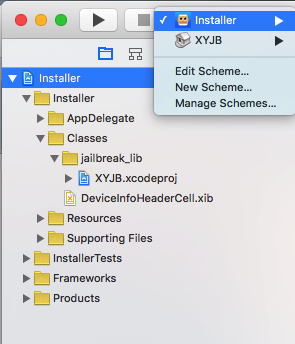 Installer
XYJB
Edit Scheme...
New Scheme...
Manage Schemes...
Installer
Installer
AppDelegate
Classes
jailbreak_lib
XYJB.xcodeproj
DeviceInfoHeaderCell.xib
Resources
Supporting Files
InstallerTests
Frameworks
Products